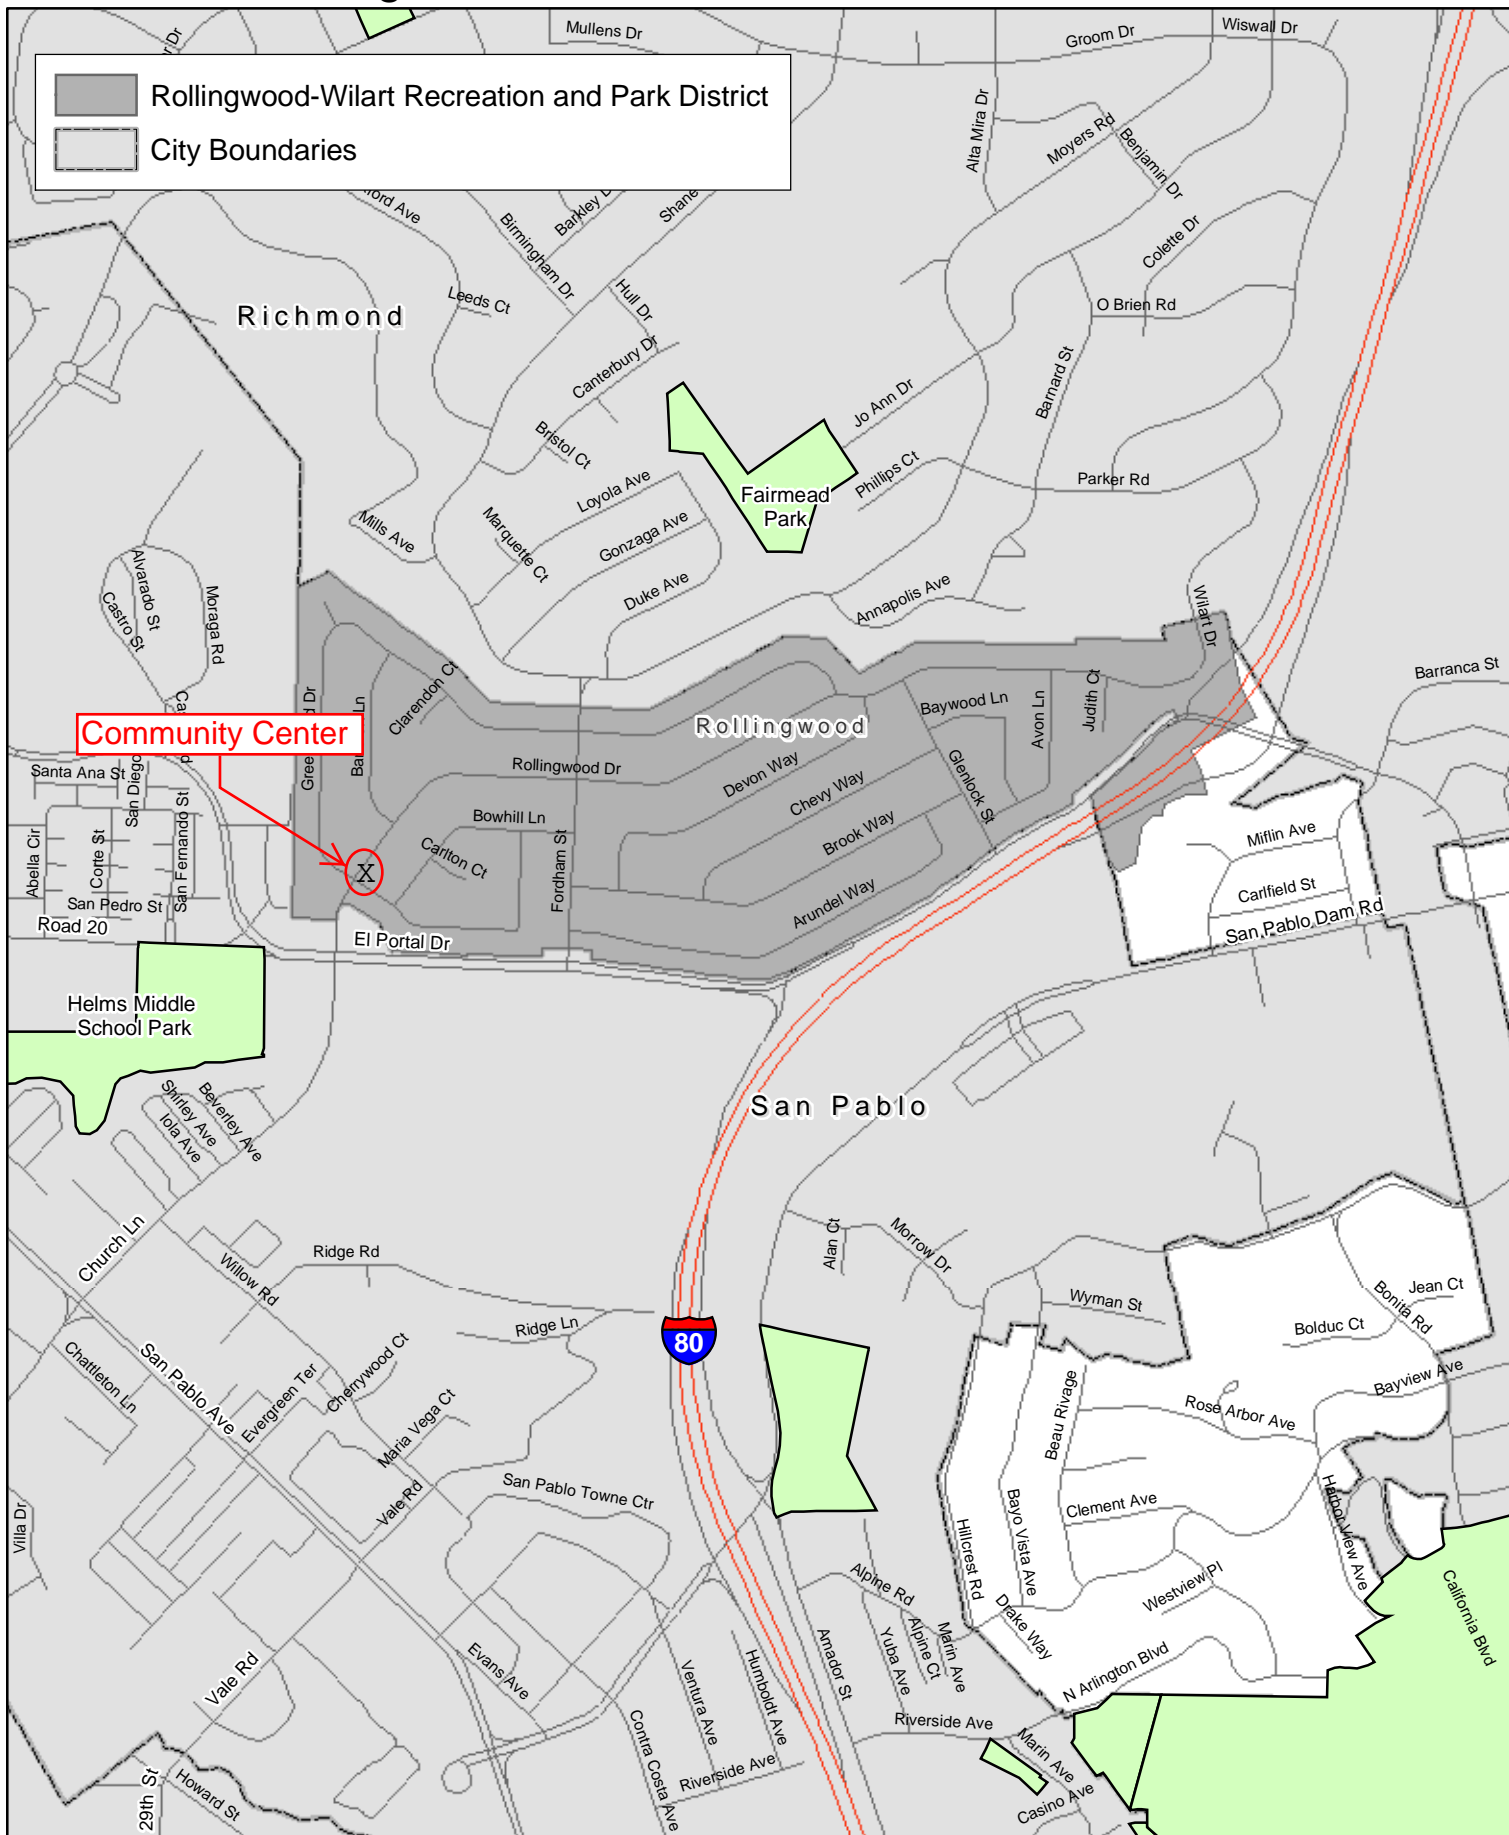 Mullens Dr
Groom Dr
Wiswall Dr
Rollingwood-Wilart Recreation and Park District
City Boundaries
Alta Mira Dr
Moyers Rd
Benjamin Dr
Colette Dr
O Brien Rd
Barnard St
Birmingham Dr
Shane
Leeds Ct
Hull Dr
Richmond
Canterbury Dr
Bristol Ct
Jo Ann Dr
Phillips Ct
Parker Rd
Fairmead
Park
Loyola Ave
Gonzaga Ave
Marquette Ct
Duke Ave
Mills Ave
Annapolis Ave
Wilart Dr
Alvarado St
Castro St
Moraga Rd
Barranca St
Clarendon Ct
Rollingwood
Baywood Ln
Avon Ln
Judith Ct
Community Center
Santa Ana St
San Diego
San Fernando St
Rollingwood Dr
Devon Way
Chevy Way
Glenlock St
Brook Way
Arundel Way
Bowhill Ln
Carlton Ct
Fordham St
X
Abella Cir
Corte St
San Pedro St
Road 20
El Portal Dr
Miflin Ave
Carlfield St
San Pablo Dam Rd
Helms Middle
School Park
Shirley Ave
Beverley Ave
Iola Ave
San Pablo
Church Ln
Willow Rd
Ridge Rd
Ridge Ln
Alan Ct
Morrow Dr
Wyman St
Jean Ct
Bonita Rd
Bolduc Ct
Bayview Ave
80
Chattleton Ln
San Pablo Ave
Evergreen Ter
Cherrywood Ct
Maria Vega Ct
Vale Rd
San Pablo Towne Ctr
Beau Rivage
Rose Arbor Ave
Clement Ave
Bayo Vista Ave
Hillcrest Rd
Harbor View Ave
Westview Pl
Drake Way
N Arlington Blvd
California Blvd
Villa Dr
Alpine Rd
Yuba Ave
Alpine Ct
Marin Ave
Amador St
Evans Ave
Vale Rd
Ventura Ave
Humboldt Ave
Contra Costa Ave
Riverside Ave
Riverside Ave
Marin Ave
Casino Ave
29th St
Howard St